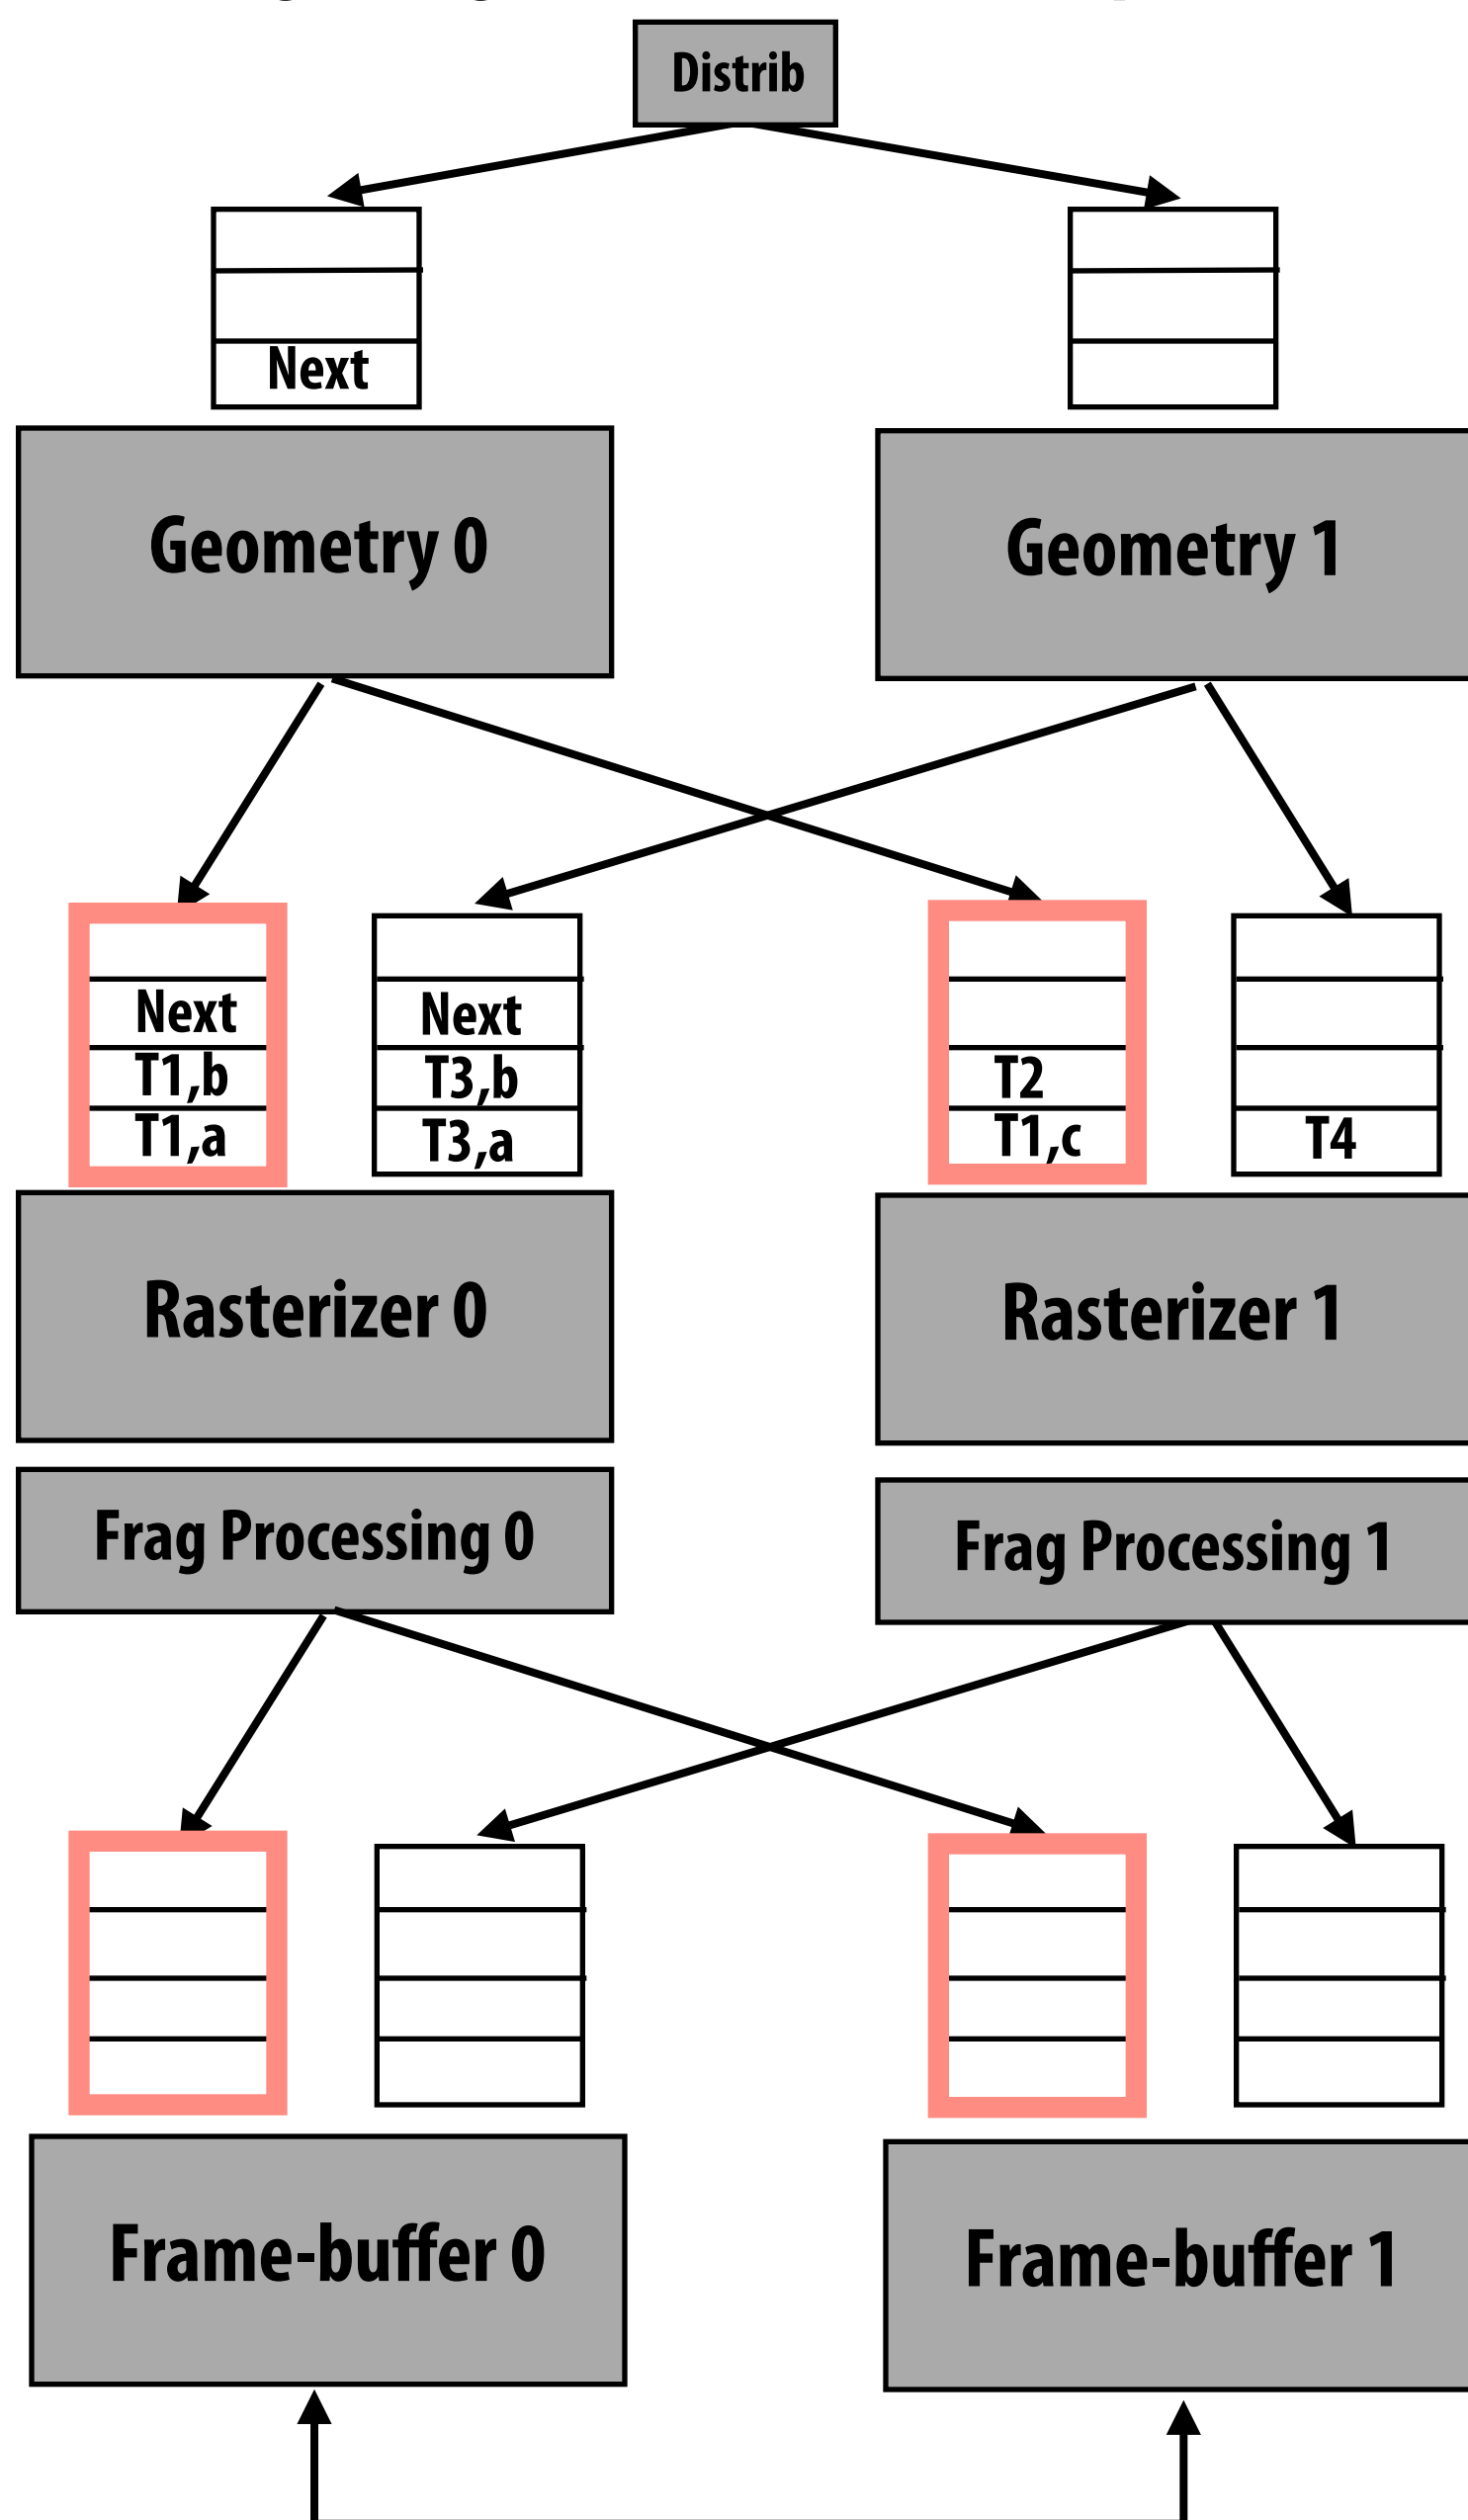 Distrib
Next
Geometry 0
Geometry 1
Next
Next
T1,b
T3,b
T2
T1,a
T3,a
T1,c
T4
Rasterizer 0
Rasterizer 1
Frag Processing 0
Frag Processing 1
Frame-buffer 0
Frame-buffer 1